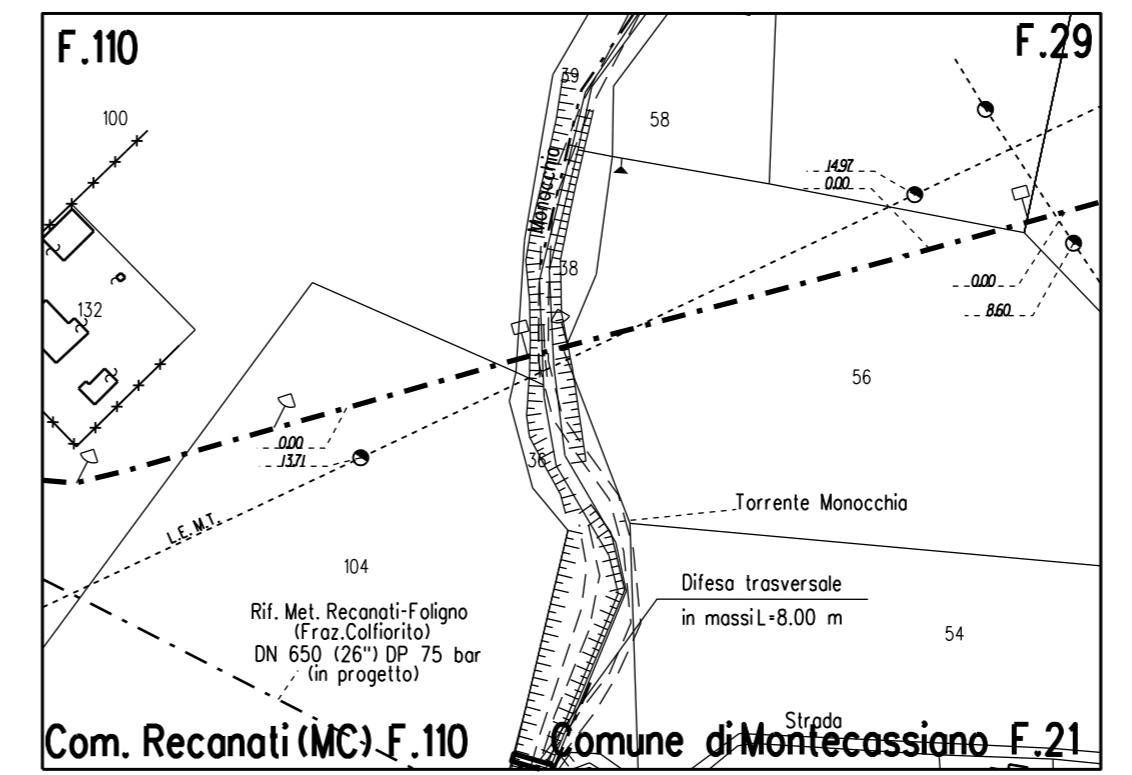 F.110
F.29
39
100
58
Monocchia
14.97
0.00
38
132
0.00
8.60
56
0.00
13.71
36
L.E. M.T.
Torrente Monocchia
104
Difesa trasversale
in massi L=8.00 m
Rif. Met. Recanati-Foligno
(Fraz.Colfiorito)
DN 650 (26") DP 75 bar
(in progetto)
54
Strada
Com. Recanati (MC) F.110
Comune di Montecassiano F.21